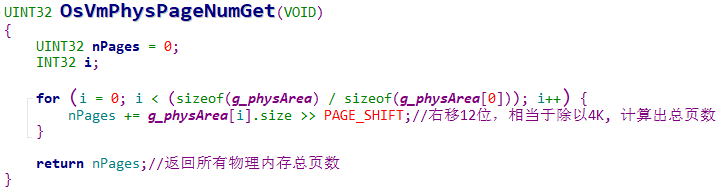 UINT32 OsVmPhysPageNumGet(VOID)
{
    UINT32 nPages = 0;
    INT32 i;

    for (i = 0; i < (sizeof(g_physArea) / sizeof(g_physArea[0])); i++) {
        nPages += g_physArea[i].size >> PAGE_SHIFT;//右移12位，相当于除以4K, 计算出总页数
    }

    return nPages;//返回所有物理内存总页数
}